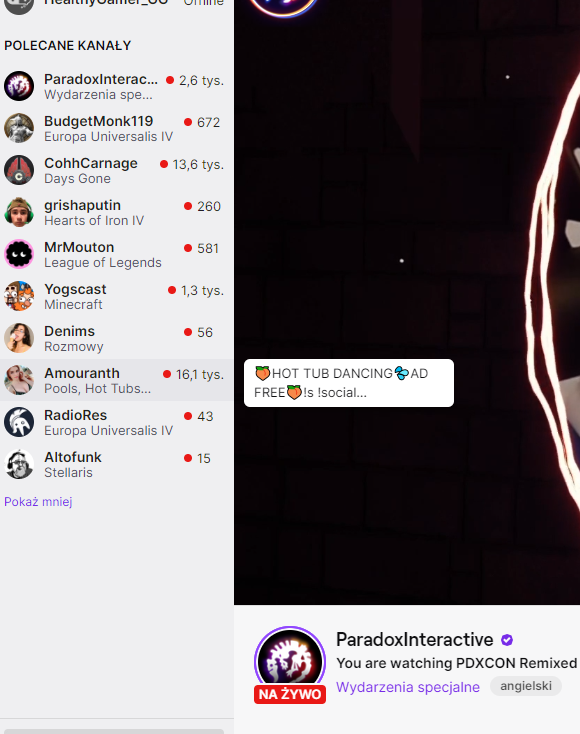 HealthyGamer_GG Offline
POLECANE KANAŁY
ParadoxInterac... 2,6 tys.
Wydarzenia spe...
BudgetMonk119 672
Europa Universalis IV
CohhCarnage 13,6 tys.
Days Gone
grishaputin 260
Hearts of Iron IV
MrMouton 581
League of Legends
Yogscast 1,3 tys.
Minecraft
Denims 56
Rozmowy
Amouranth 16,1 tys.
Pools, Hot Tubs...
🍑HOT TUB DANCING💦AD
FREE🍑!s !social...
RadioRes 43
Europa Universalis IV
Altofunk 15
Stellaris
Pokaż mniej
ParadoxInteractive
You are watching PDXCON Remixed
Wydarzenia specjalne angielski
NA ŻYWO